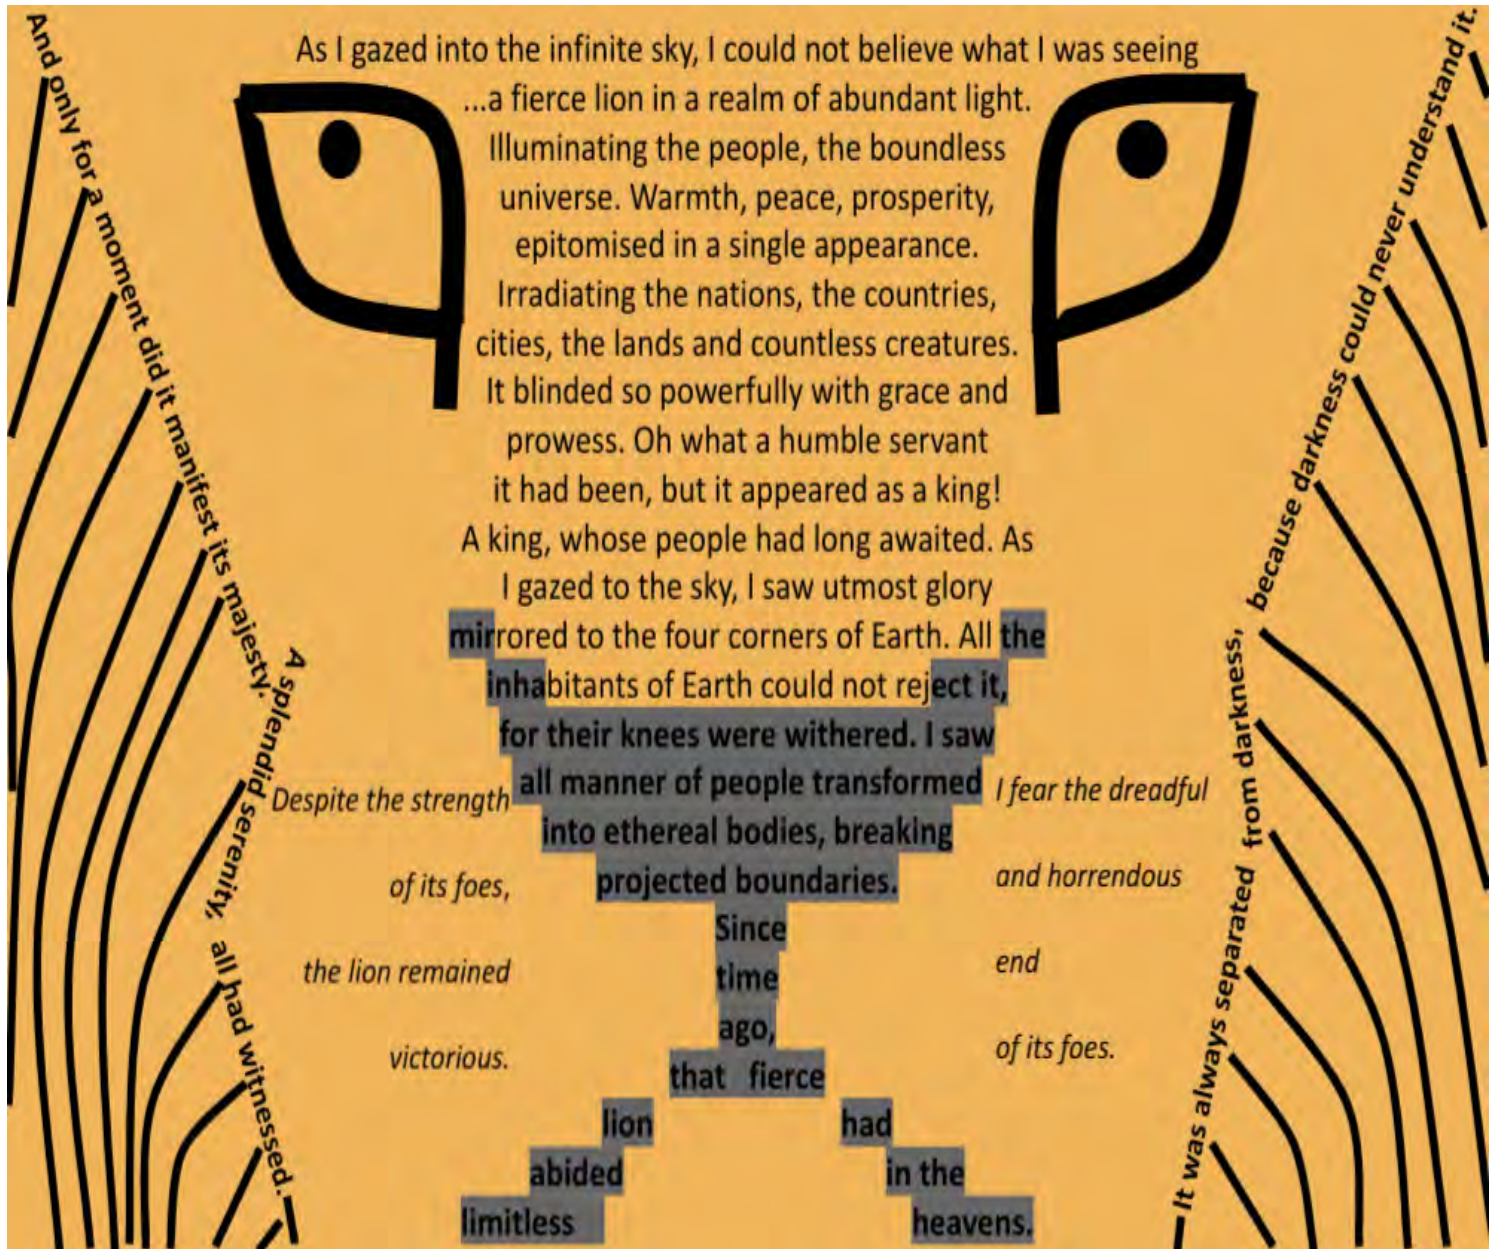 As I gazed into the infinite sky, I could not believe what I was seeing
...a fierce lion in a realm of abundant light.
Illuminating the people, the boundless
universe. Warmth, peace, prosperity,
epitomised in a single appearance.
Irradiating the nations, the countries,
cities, the lands and countless creatures.
It blinded so powerfully with grace and
prowess. Oh what a humble servant
it had been, but it appeared as a king!
A king, whose people had long awaited. As
I gazed to the sky, I saw utmost glory
mirrored to the four corners of Earth. All the
inhabitants of Earth could not reject it,
for their knees were withered. I saw
all manner of people transformed
into ethereal bodies, breaking
projected boundaries.
Since
time
ago,
that fierce
lion had
abided in the
limitless heavens.
Despite the strength
of its foes,
the lion remained
victorious.
I fear the dreadful
and horrendous
end
of its foes.
And only for a moment did it manifest its majesty.
A splendid serenity, all had witnessed.
It was always separated from darkness,
because darkness could never understand it.